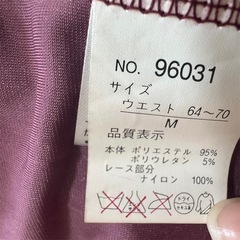 NO. 96031
サイズ
ウエスト 64～70
M
品質表示
本体 ポリエステル 95%
ポリウレタン 5%
レース部分
ナイロン 100%